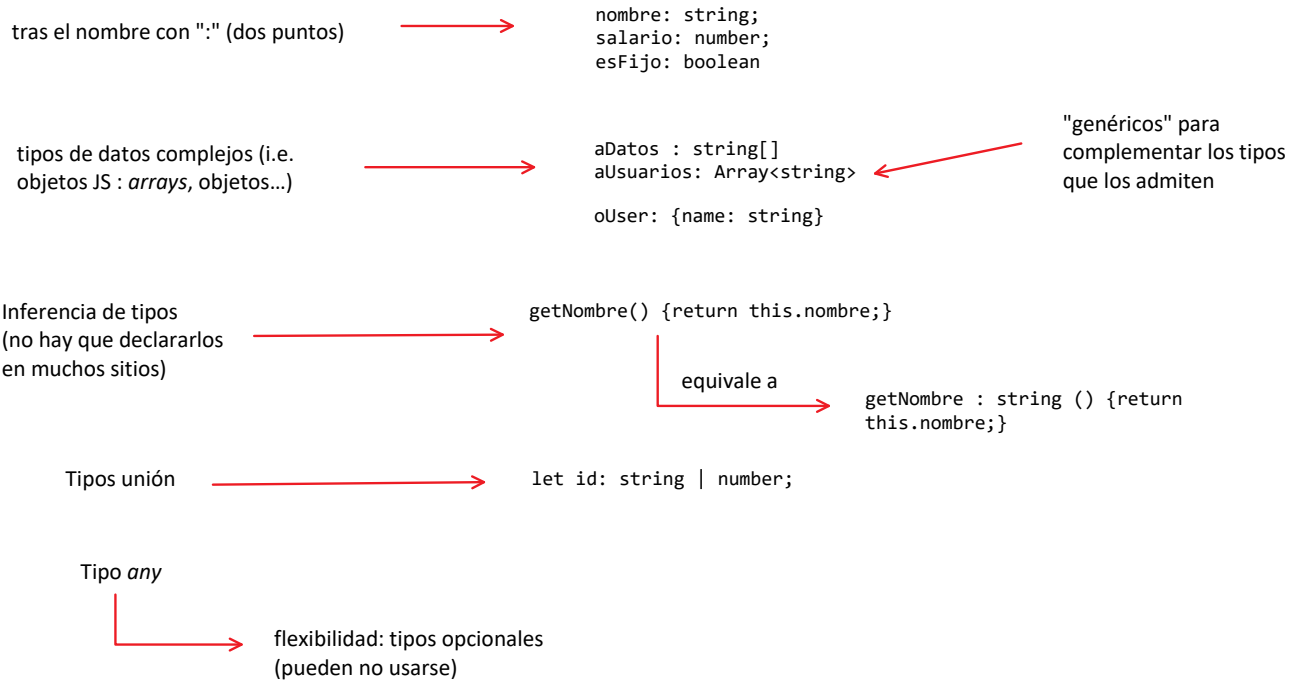 tras el nombre con ":" (dos puntos)
nombre: string;
salario: number;
esFijo: boolean
tipos de datos complejos (i.e.
objetos JS : arrays, objetos…)
aDatos : string[]
aUsuarios: Array<string>
oUser: {name: string}
"genéricos" para
complementar los tipos
que los admiten
Inferencia de tipos
(no hay que declararlos
en muchos sitios)
getNombre() {return this.nombre;}
equivale a
getNombre : string () {return
this.nombre;}
Tipos unión
let id: string | number;
Tipo any
flexibilidad: tipos opcionales
(pueden no usarse)